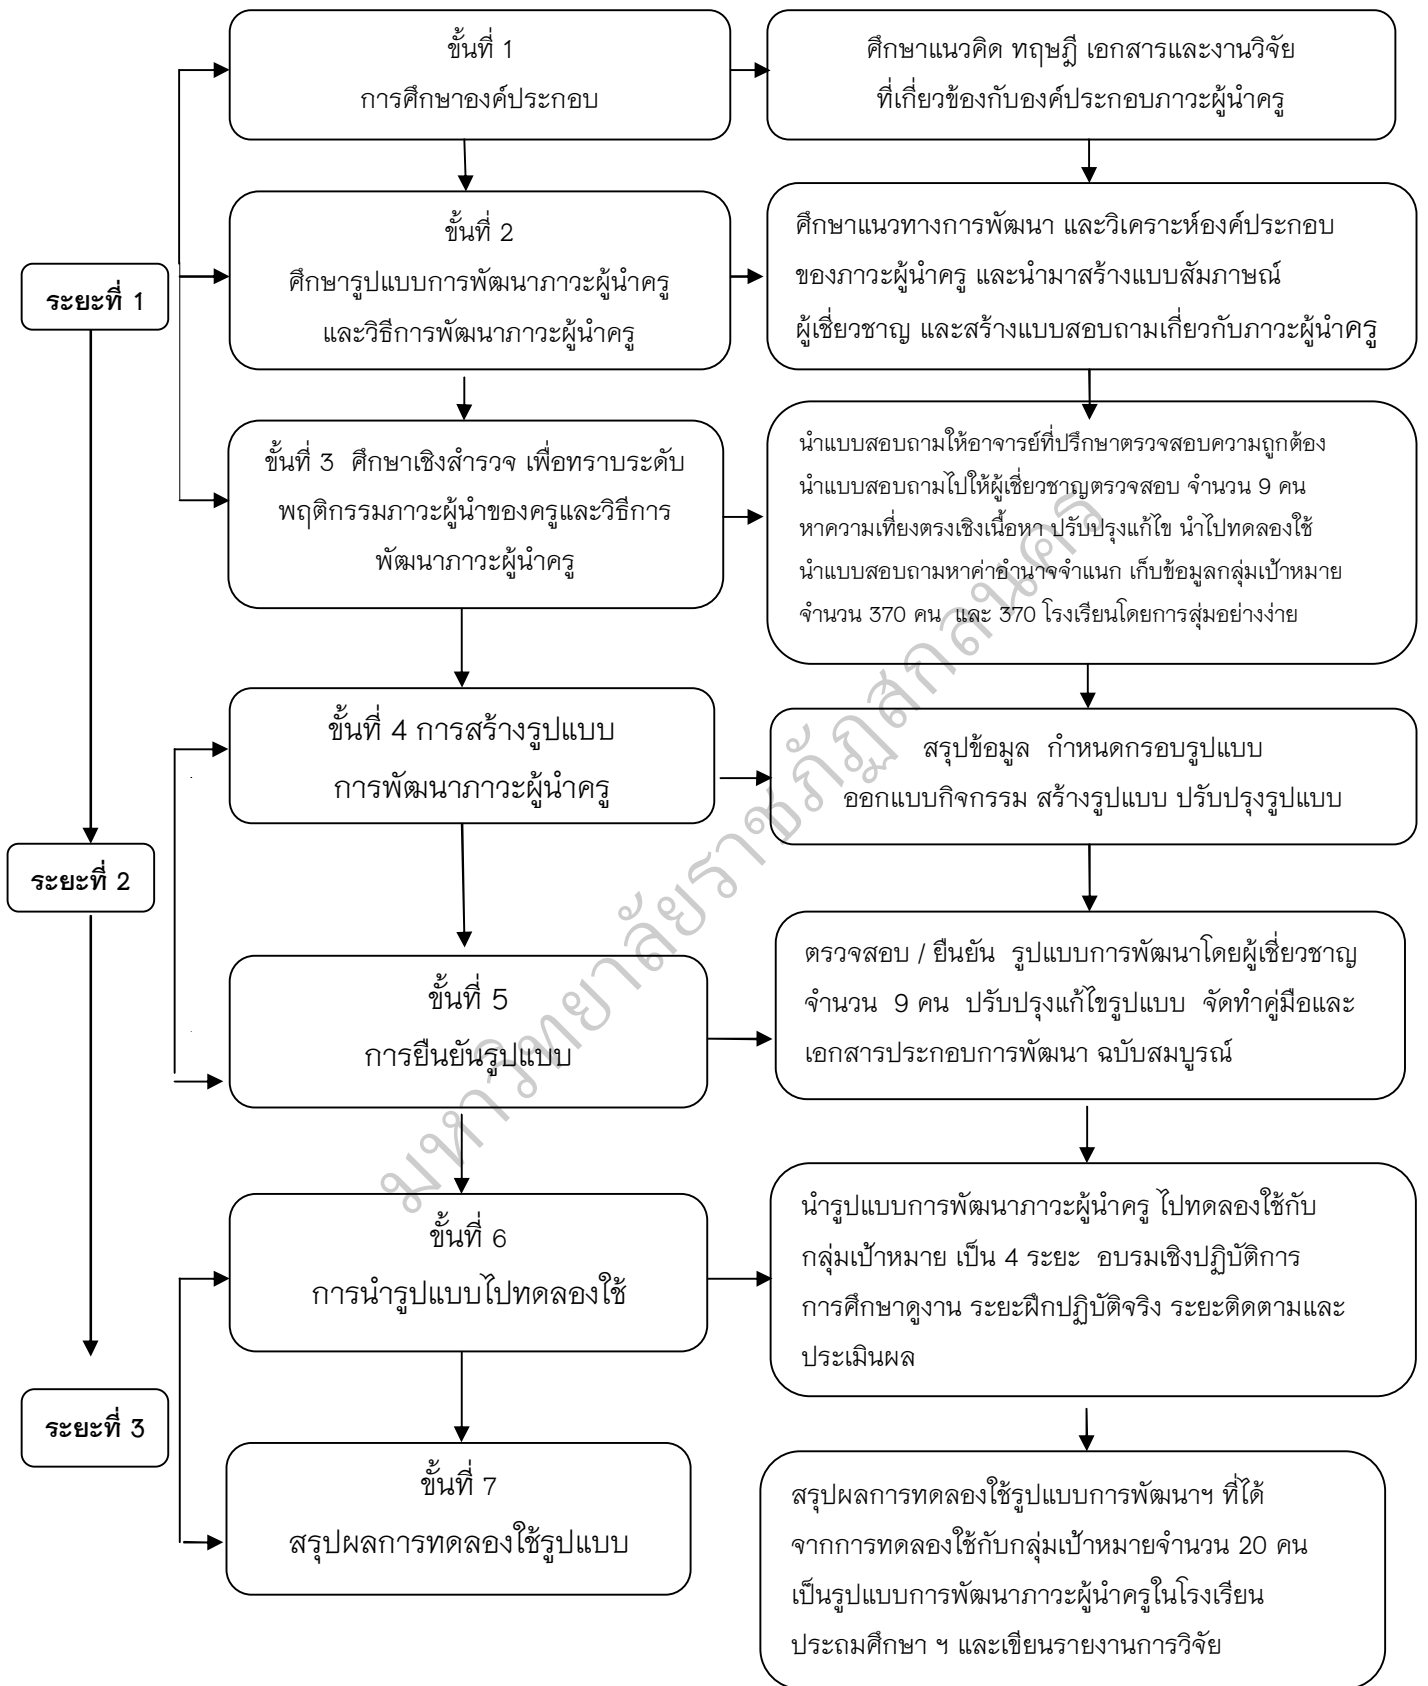 ขั้นที่ 1
การศึกษาองค์ประกอบ
ศึกษาแนวคิด ทฤษฎี เอกสารและงานวิจัย
ที่เกี่ยวข้องกับองค์ประกอบภาวะผู้นำครู
ระยะที่ 1
ขั้นที่ 2
ศึกษารูปแบบการพัฒนาภาวะผู้นำครู
และวิธีการพัฒนาภาวะผู้นำครู
ศึกษาแนวทางการพัฒนา และวิเคราะห์องค์ประกอบ
ของภาวะผู้นำครู และนำมาสร้างแบบสัมภาษณ์
ผู้เชี่ยวชาญ และสร้างแบบสอบถามเกี่ยวกับภาวะผู้นำครู
ขั้นที่ 3 ศึกษาเชิงสำรวจ เพื่อทราบระดับ
พฤติกรรมภาวะผู้นำของครูและวิธีการ
พัฒนาภาวะผู้นำครู
นำแบบสอบถามให้อาจารย์ที่ปรึกษาตรวจสอบความถูกต้อง
นำแบบสอบถามไปให้ผู้เชี่ยวชาญตรวจสอบ จำนวน 9 คน
หาความเที่ยงตรงเชิงเนื้อหา ปรับปรุงแก้ไข นำไปทดลองใช้
นำแบบสอบถามหาค่าอำนาจจำแนก เก็บข้อมูลกลุ่มเป้าหมาย
จำนวน 370 คน และ 370 โรงเรียนโดยการสุ่มอย่างง่าย
ระยะที่ 2
ขั้นที่ 4 การสร้างรูปแบบ
การพัฒนาภาวะผู้นำครู
สรุปข้อมูล กำหนดกรอบรูปแบบ
ออกแบบกิจกรรม สร้างรูปแบบ ปรับปรุงรูปแบบ
ขั้นที่ 5
การยืนยันรูปแบบ
ตรวจสอบ / ยืนยัน รูปแบบการพัฒนาโดยผู้เชี่ยวชาญ
จำนวน 9 คน ปรับปรุงแก้ไขรูปแบบ จัดทำคู่มือและ
เอกสารประกอบการพัฒนา ฉบับสมบูรณ์
ระยะที่ 3
ขั้นที่ 6
การนำรูปแบบไปทดลองใช้
นำรูปแบบการพัฒนาภาวะผู้นำครู ไปทดลองใช้กับ
กลุ่มเป้าหมาย เป็น 4 ระยะ อบรมเชิงปฏิบัติการ
การศึกษาดูงาน ระยะฝึกปฏิบัติจริง ระยะติดตามและ
ประเมินผล
ขั้นที่ 7
สรุปผลการทดลองใช้รูปแบบ
สรุปผลการทดลองใช้รูปแบบการพัฒนาฯ ที่ได้
จากการทดลองใช้กับกลุ่มเป้าหมายจำนวน 20 คน
เป็นรูปแบบการพัฒนาภาวะผู้นำครูในโรงเรียน
ประถมศึกษา ฯ และเขียนรายงานการวิจัย
มหาวิทยาลัยราชภัฏสกลนคร